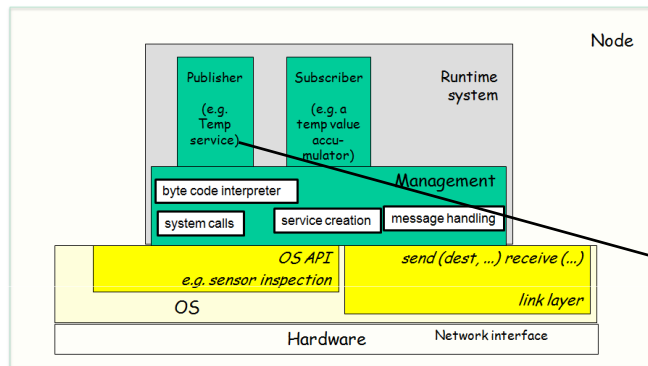 Node
Runtime
system
Publisher
(e.g.
Temp
service)
Subscriber
(e.g. a
temp value
accu-
mulator)
Management
byte code interpreter
system calls
service creation
message handling
OS API
e.g. sensor inspection
send (dest, ...) receive (...)
link layer
OS
Hardware
Network interface